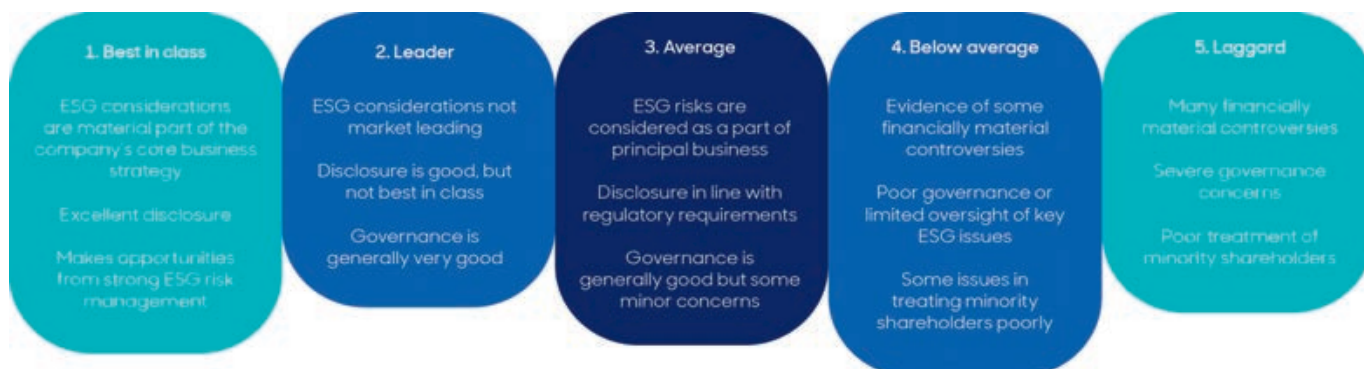 1. Best in class
ESG considerations
are material part of the
company's core business
strategy
Excellent disclosure
Makes opportunities
from strong ESG risk
management
2. Leader
ESG considerations not
market leading
Disclosure is good, but
not best in class
Governance is
generally very good
3. Average
ESG risks are
considered as a part of
principal business
Disclosure in line with
regulatory requirements
Governance is
generally good but some
minor concerns
4. Below average
Evidence of some
financially material
controversies
Poor governance or
limited oversight of key
ESG issues
Some issues in
treating minority
shareholders poorly
5. Laggard
Many financially
material controversies
Severe governance
concerns
Poor treatment of
minority shareholders